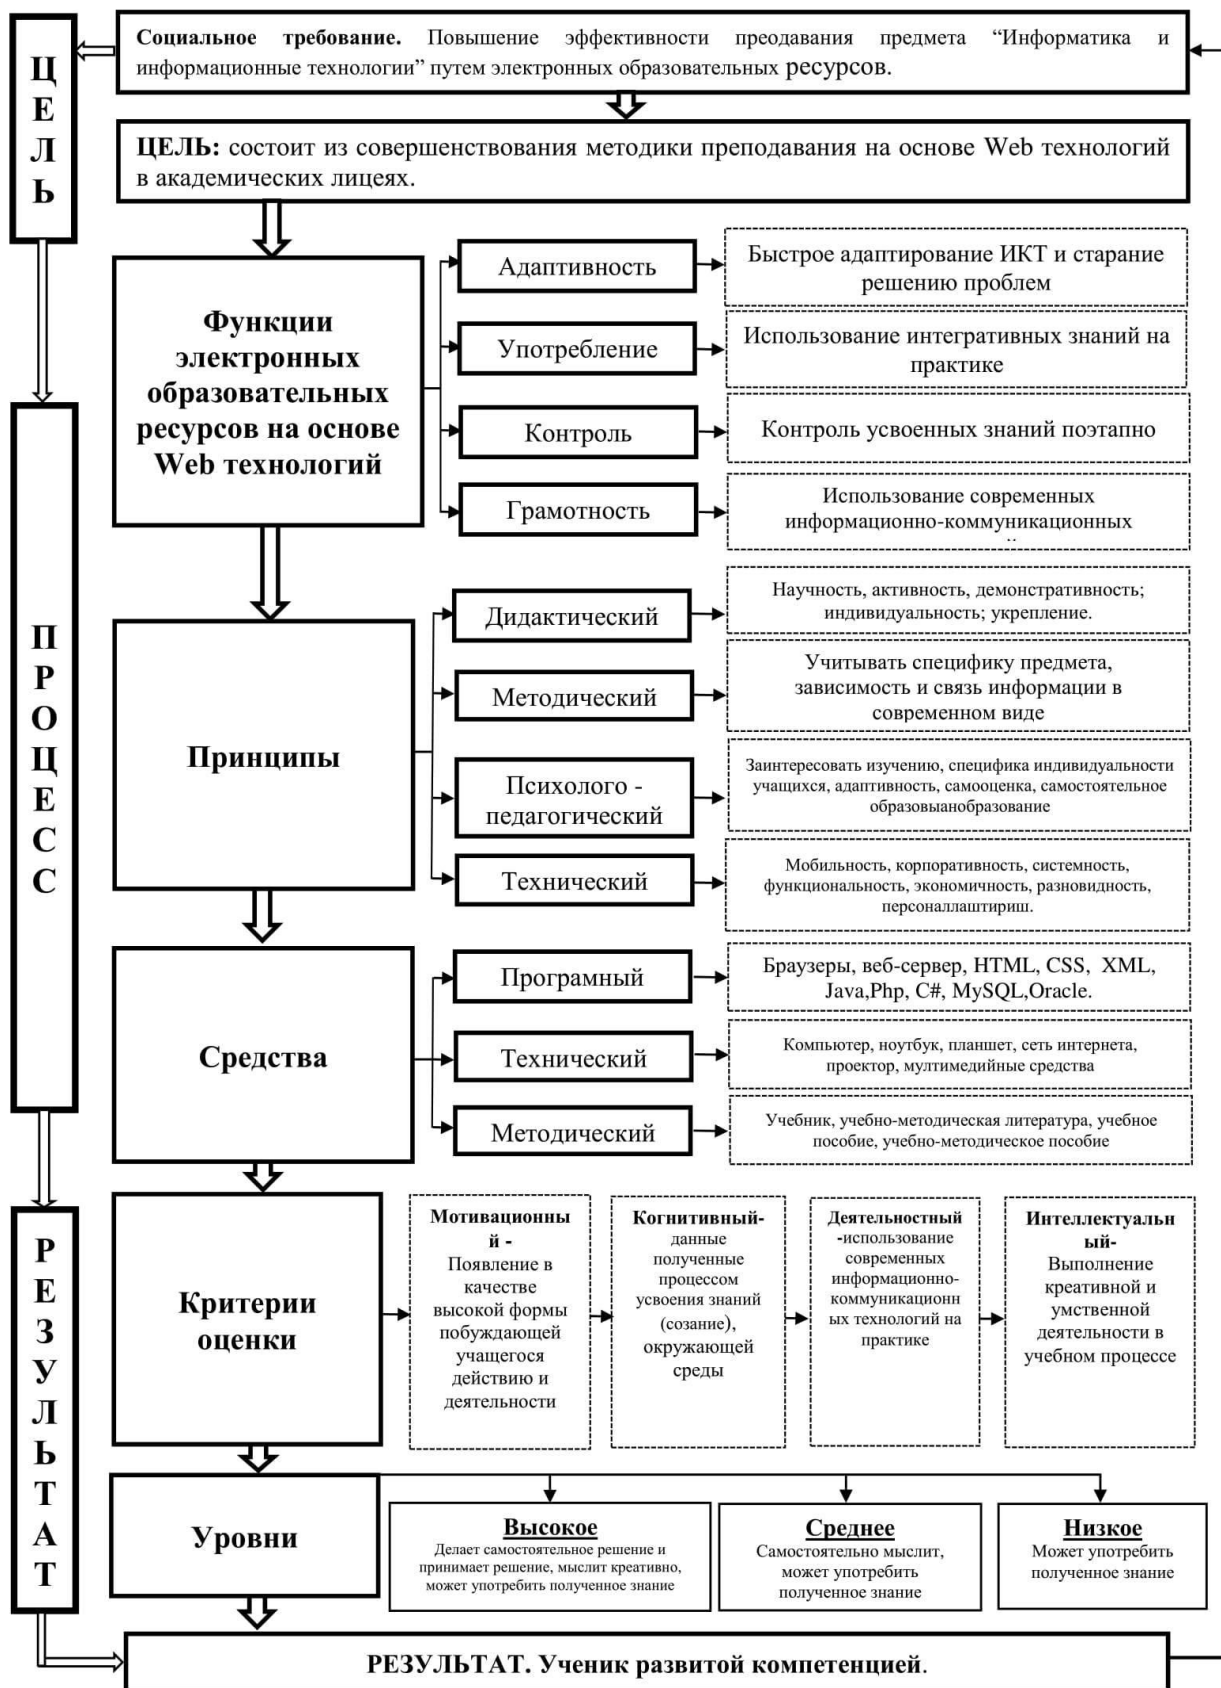 ЦЕЛЬ
Социальное требование. Повышение эффективности преодавания предмета “Информатика и
информационные технологии” путем электронных образовательных ресурсов.
ЦЕЛЬ: состоит из совершенствования методики преподавания на основе Web технологий
в академических лицеях.
ПРОЦЕСС
Функции
электронных
образовательных
ресурсов на основе
Web технологий
Адаптивность
Быстрое адаптирование ИКТ и старание
решению проблем
Употребление
Использование интегративных знаний на
практике
Контроль
Контроль усвоенных знаний поэтапно
Грамотность
Использование современных
информационно-коммуникационных
Принципы
Дидактический
Научность, активность, демонстративность;
индивидуальность; укрепление.
Методический
Учитывать специфику предмета,
зависимость и связь информации в
современном виде
Психолого -
педагогический
Заинтересовать изучению, специфика индивидуальности
учащихся, адаптивность, самооценка, самостоятельное
образовыанобразование
Технический
Мобильность, корпоративность, системность,
функциональность, экономичность, разновидность,
персоналлаштириш.
Средства
Програмный
Браузеры, веб-сервер, HTML, CSS, XML,
Java,Php, C#, MySQL,Oracle.
Технический
Компьютер, ноутбук, планшет, сеть интернета,
проектор, мултимедийные средства
Методический
Учебник, учебно-методическая литература, учебное
пособие, учебно-методическое пособие
РЕЗУЛЬТАТ
Критерии
оценки
Мотивационны
й -
Появление в
качестве
высокой формы
побуждающей
учащегося
действию и
деятельности
Когнитивный-
данные
полученные
процессом
усвоения знаний
(созание),
окружающей
среды
Деятельностный
-использование
современных
информационно-
коммуникационн
ых технологий на
практике
Интеллектуальн
ый-
Выполнение
креативной и
умственной
деятельности в
учебном процессе
Уровни
Высокое
Делает самостоятельное решение и
принимает решение, мыслит креативно,
может употребить полученное знание
Среднее
Самостоятельно мыслит,
может употребить
полученное знание
Низкое
Может употребить
полученное знание
РЕЗУЛЬТАТ. Ученик развитой компетенцией.